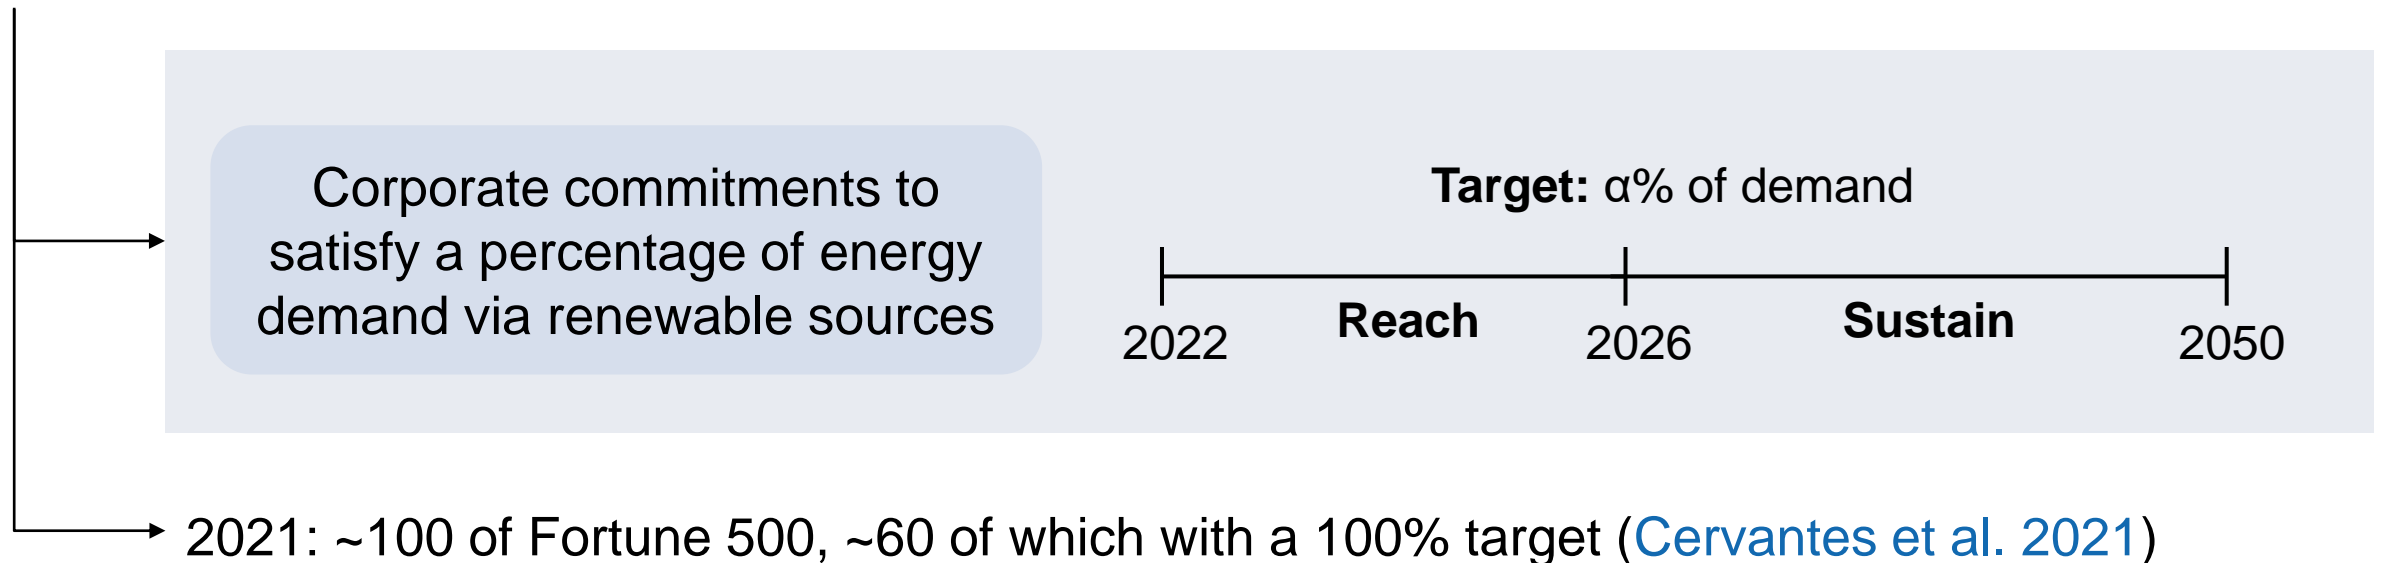 Corporate commitments to
satisfy a percentage of energy
demand via renewable sources
Target: α% of demand
Reach
Sustain
2022
2026
2050
2021: ~100 of Fortune 500, ~60 of which with a 100% target (Cervantes et al. 2021)